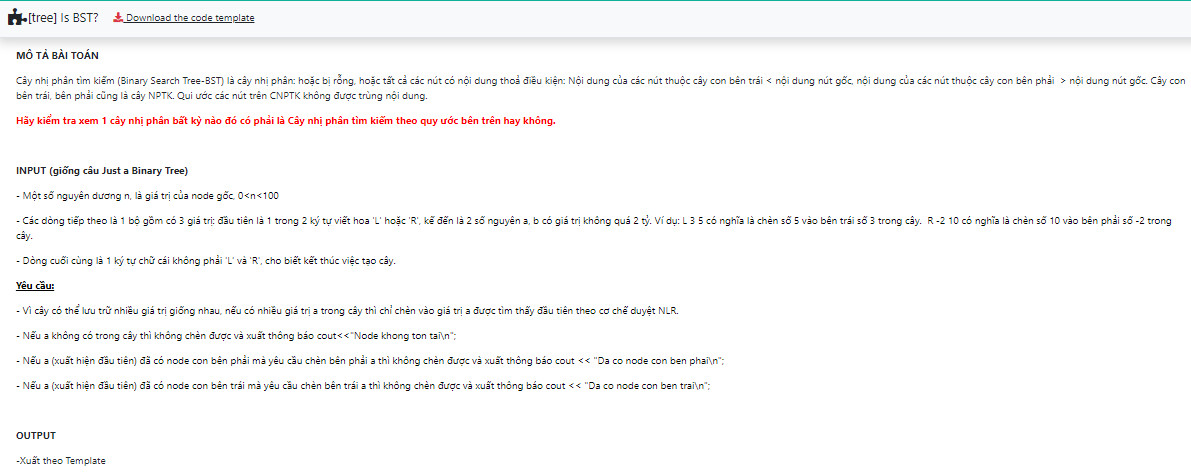 [tree] Is BST? Download the code template
MÔ TẢ BÀI TOÁN
Cây nhị phân tìm kiếm (Binary Search Tree-BST) là cây nhị phân: hoặc bị rỗng, hoặc tất cả các nút có nội dung thoả điều kiện: Nội dung của các nút thuộc cây con bên trái < nội dung nút gốc, nội dung của các nút thuộc cây con bên phải > nội dung nút gốc. Cây con
bên trái, bên phải cũng là cây NPTK. Qui ước các nút trên CNPTK không được trùng nội dung.
Hãy kiểm tra xem 1 cây nhị phân bất kỳ nào đó có phải là Cây nhị phân tìm kiếm theo quy ước bên trên hay không.
INPUT (giống câu Just a Binary Tree)
- Một số nguyên dương n, là giá trị của node gốc, 0<n<100
- Các dòng tiếp theo là 1 bộ gồm có 3 giá trị: đầu tiên là 1 trong 2 ký tự viết hoa 'L' hoặc 'R', kế đến là 2 số nguyên a, b có giá trị không quá 2 tỷ. Ví dụ: L 3 5 có nghĩa là chèn số 5 vào bên trái số 3 trong cây. R -2 10 có nghĩa là chèn số 10 vào bên phải số -2 trong
cây.
- Dòng cuối cùng là 1 ký tự chữ cái không phải 'L' và 'R', cho biết kết thúc việc tạo cây.
Yêu cầu:
- Vì cây có thể lưu trữ nhiều giá trị giống nhau, nếu có nhiều giá trị a trong cây thì chỉ chèn vào giá trị a được tìm thấy đầu tiên theo cơ chế duyệt NLR.
- Nếu a không có trong cây thì không chèn được và xuất thông báo cout<<"Node khong ton tai\n";
- Nếu a (xuất hiện đầu tiên) đã có node con bên phải mà yêu cầu chèn bên phải a thì không chèn được và xuất thông báo cout << "Da co node con ben phai\n";
- Nếu a (xuất hiện đầu tiên) đã có node con bên trái mà yêu cầu chèn bên trái a thì không chèn được và xuất thông báo cout << "Da co node con ben trai\n";
OUTPUT
-Xuất theo Template